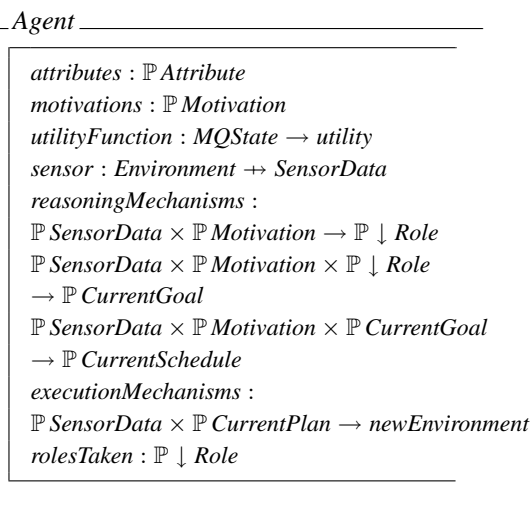 Agent
attributes : ℙ Attribute
motivations : ℙ Motivation
utilityFunction : MQState → utility
sensor : Environment ⇸ SensorData
reasoningMechanisms :
ℙ SensorData × ℙ Motivation → ℙ ↓ Role
ℙ SensorData × ℙ Motivation × ℙ ↓ Role
→ ℙ CurrentGoal
ℙ SensorData × ℙ Motivation × ℙ CurrentGoal
→ ℙ CurrentSchedule
executionMechanisms :
ℙ SensorData × ℙ CurrentPlan → newEnvironment
rolesTaken : ℙ ↓ Role